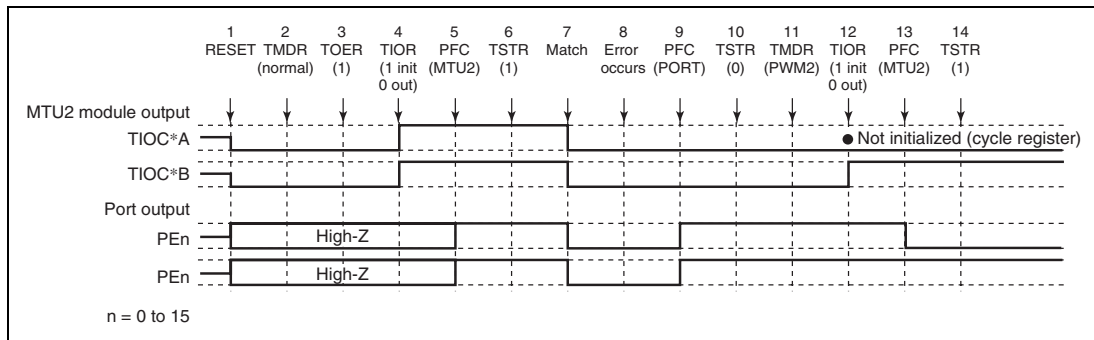 1 2 3 4 5 6 7 8 9 10 11 12 13 14
RESET TMDR TOER TIOR PFC TSTR Match Error PFC TSTR TMDR TIOR PFC TSTR
(normal) (1) (1 init (MTU2) (1) occurs (PORT) (0) (PWM2) (1 init (MTU2) (1)
0 out) 0 out)
MTU2 module output
TIOC*A
Not initialized (cycle register)
TIOC*B
Port output
PEn
High-Z
PEn
High-Z
n = 0 to 15